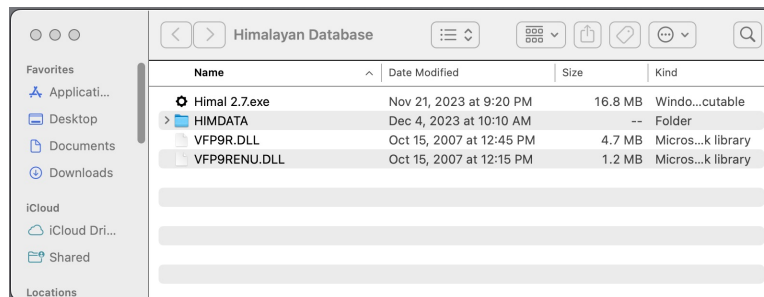 Himalayan Database
Favorites
Applicati...
Desktop
Documents
Downloads
iCloud
iCloud Dri...
Shared
Locations
Name Date Modified Size Kind
Himal 2.7.exe Nov 21, 2023 at 9:20 PM 16.8 MB Windo...cutable
HIMDATA Dec 4, 2023 at 10:10 AM -- Folder
VFP9R.DLL Oct 15, 2007 at 12:45 PM 4.7 MB Micros...k library
VFP9RENU.DLL Oct 15, 2007 at 12:15 PM 1.2 MB Micros...k library